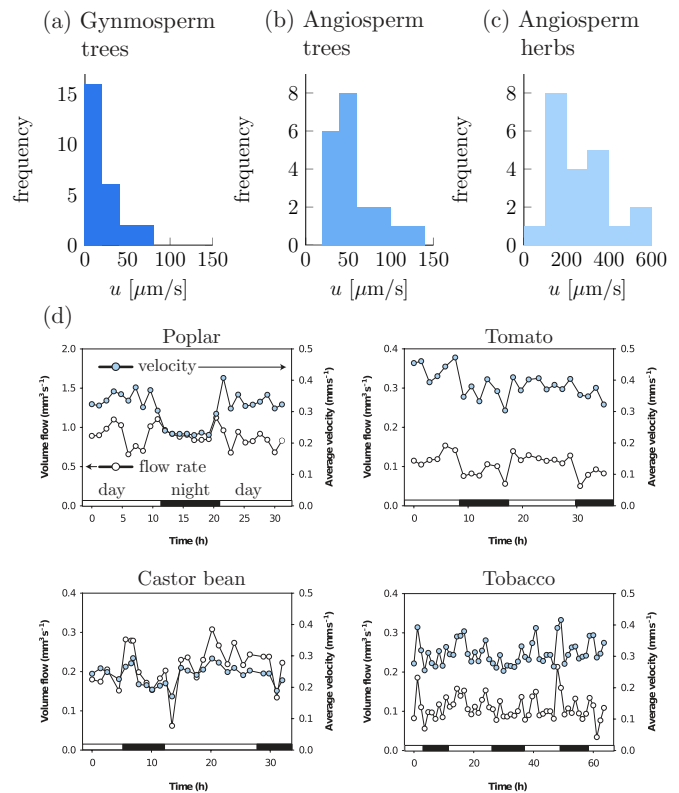 (a) Gymnosperm trees
(b) Angiosperm trees
(c) Angiosperm herbs
frequency
15
10
5
0
0 50 100 150
u [μm/s]
frequency
8
6
4
2
0
0 50 100 150
u [μm/s]
frequency
8
6
4
2
0
0 200 400 600
u [μm/s]
(d)
Poplar
Volume flow (mm³s⁻¹)
2.0
1.5
1.0
0.5
0.0
velocity
flow rate
day night day
0.5
0.4
0.3
0.2
0.1
0.0
Average velocity (mms⁻¹)
0 5 10 15 20 25 30
Time (h)
Tomato
Volume flow (mm³s⁻¹)
0.4
0.3
0.2
0.1
0.0
0.5
0.4
0.3
0.2
0.1
0.0
Average velocity (mms⁻¹)
0 10 20 30
Time (h)
Castor bean
Volume flow (mm³s⁻¹)
0.4
0.3
0.2
0.1
0.0
0.5
0.4
0.3
0.2
0.1
0.0
Average velocity (mms⁻¹)
0 10 20 30
Time (h)
Tobacco
Volume flow (mm³s⁻¹)
0.4
0.3
0.2
0.1
0.0
0.5
0.4
0.3
0.2
0.1
0.0
Average velocity (mms⁻¹)
0 20 40 60
Time (h)